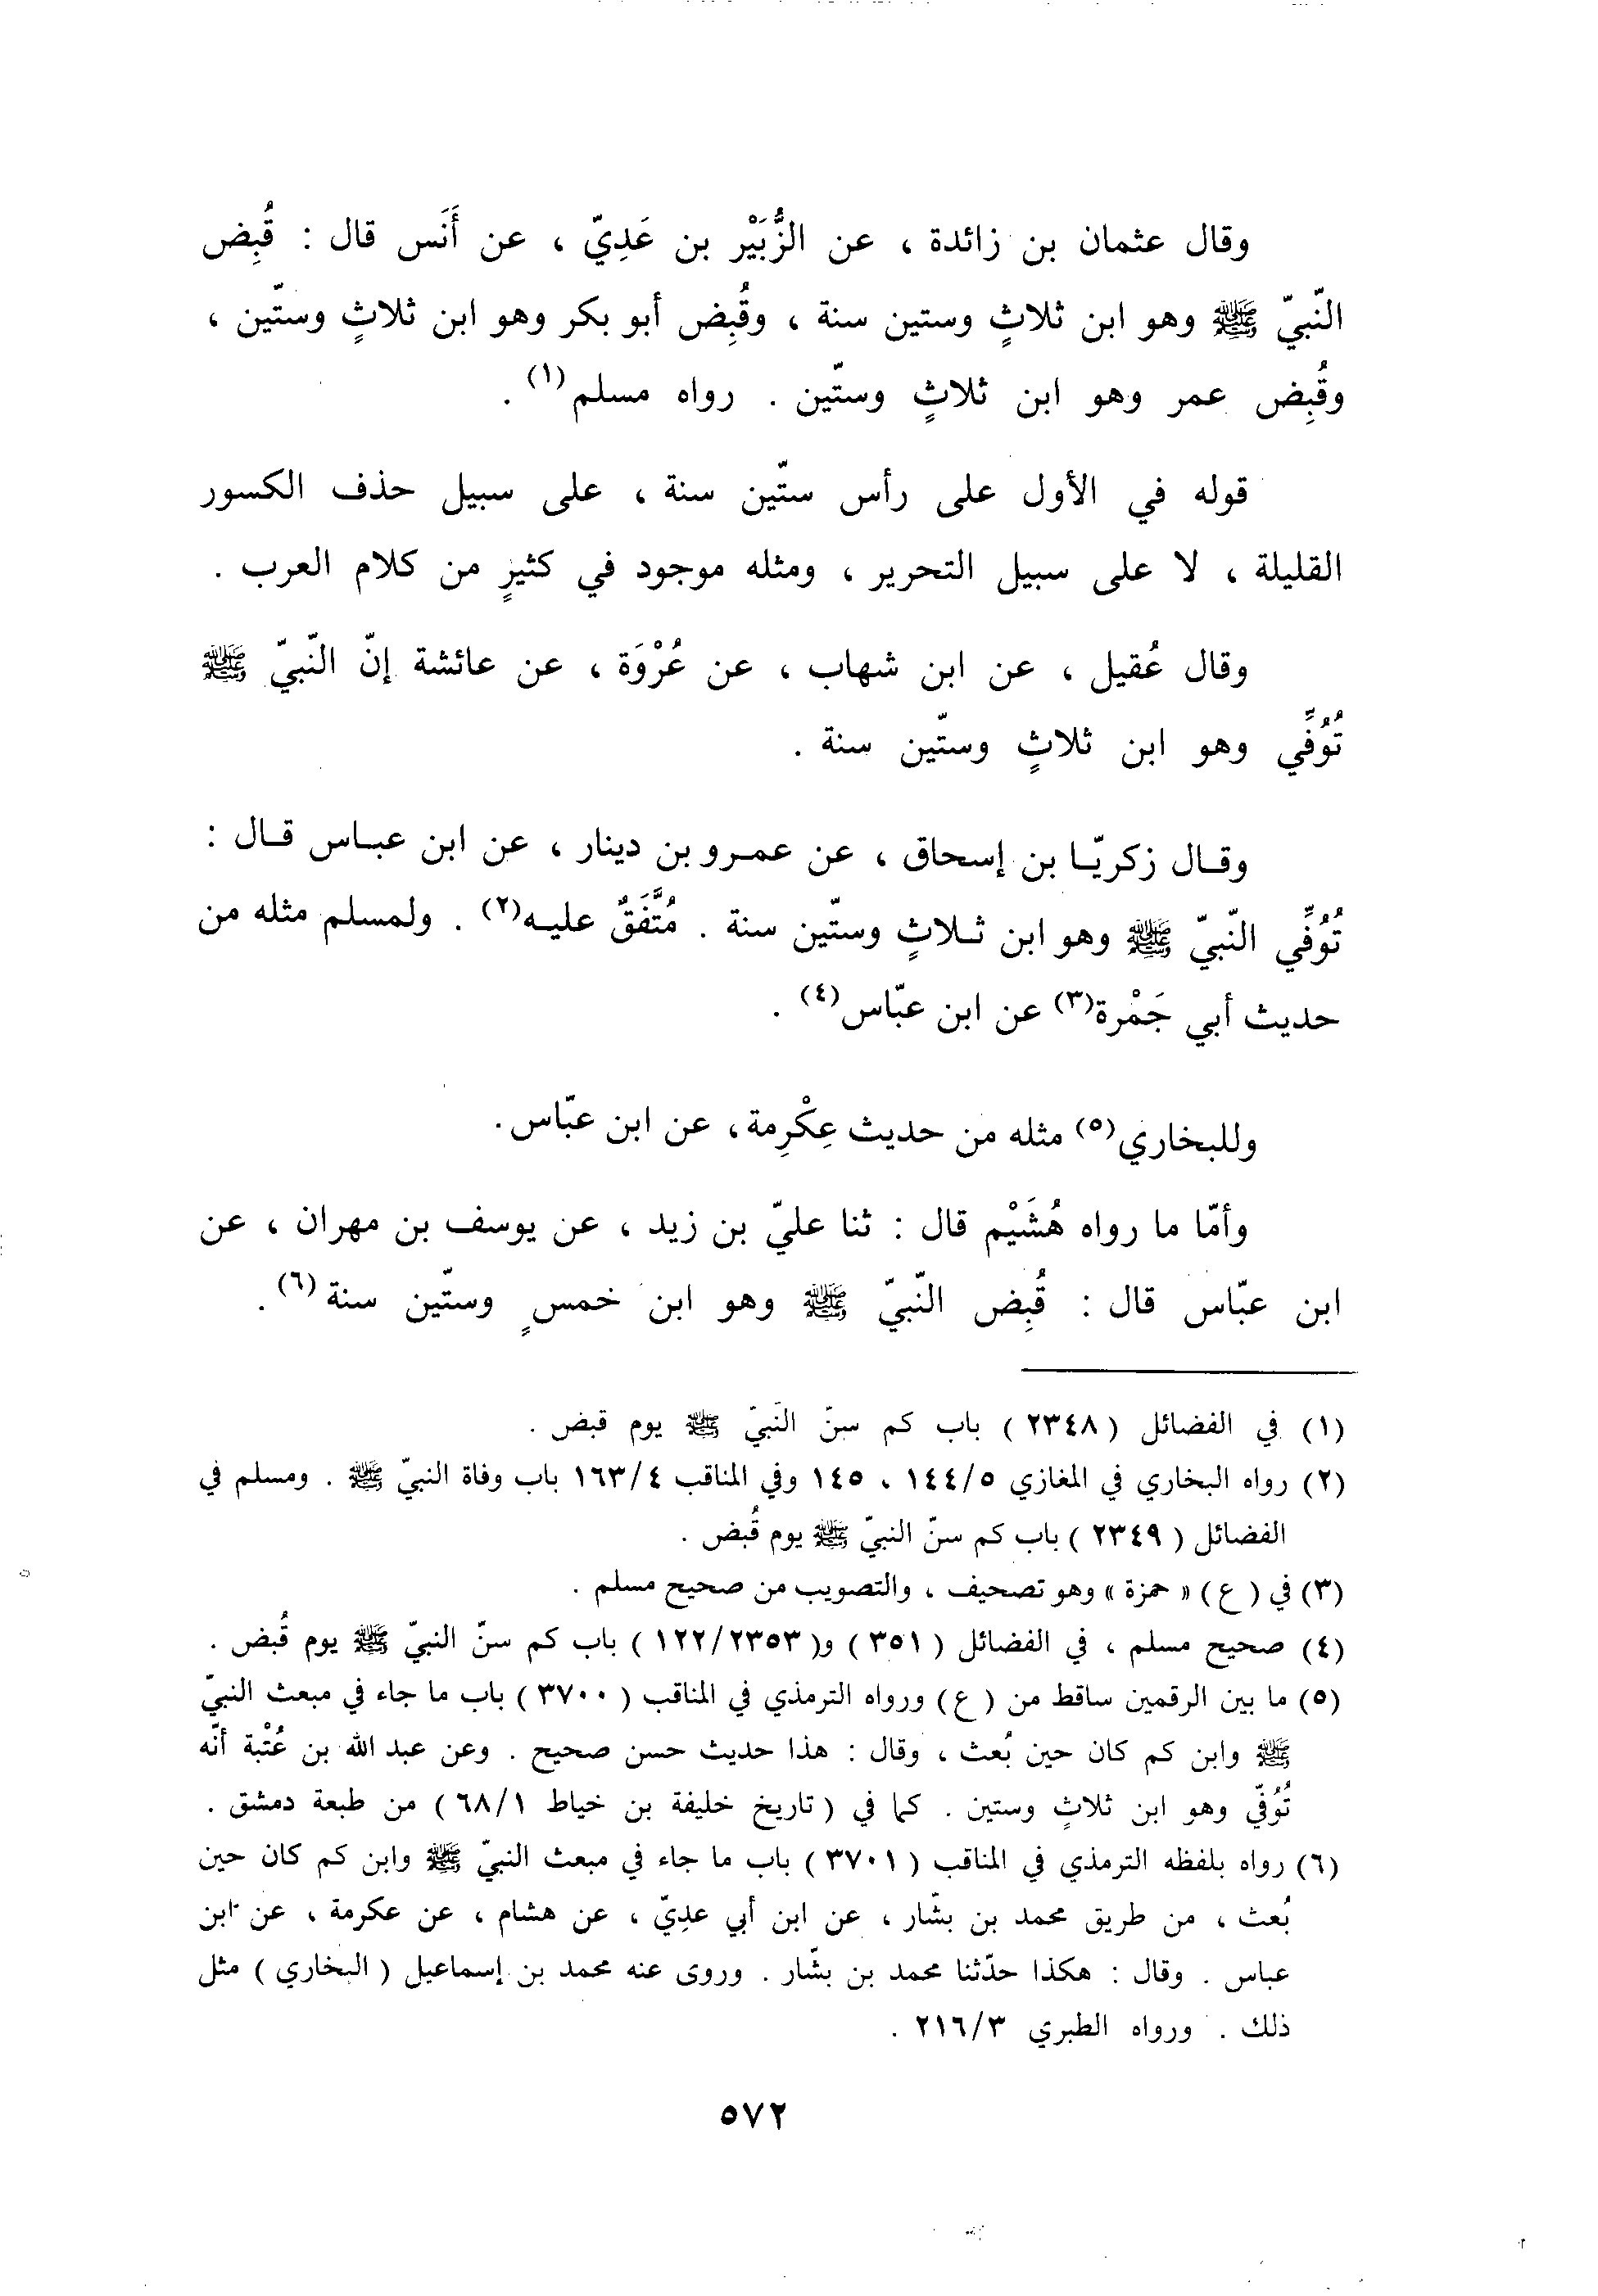 وقال عثمان بن زائدة ، عن الزُّبَيْر بن عَدِيّ ، عن أَنَس قال : قُبِض
النّبيّ ﷺ وهو ابن ثلاثٍ وستين سنة ، وقُبِض أبو بكر وهو ابن ثلاثٍ وستّين ،
وقُبِض عمر وهو ابن ثلاثٍ وستّين . رواه مسلم(١) .
قوله في الأول على رأس ستّين سنة ، على سبيل حذف الكسور
القليلة ، لا على سبيل التحرير ، ومثله موجود في كثيرٍ من كلام العرب .
وقال عُقيل ، عن ابن شهاب ، عن عُرْوَة ، عن عائشة إنّ النّبيّ ﷺ
تُوُفِّي وهو ابن ثلاثٍ وستّين سنة .
وقال زكريّا بن إسحاق ، عن عمرو بن دينار ، عن ابن عباس قال :
تُوُفِّي النّبيّ ﷺ وهو ابن ثلاثٍ وستّين سنة . مُتَّفَقٌ عليه(٢) . ولمسلم مثله من
حديث أبي جَمْرة(٣) عن ابن عبّاس(٤) .
وللبخاري(٥) مثله من حديث عِكْرِمة، عن ابن عبّاس.
وأمّا ما رواه هُشَيْم قال : ثنا عليّ بن زيد ، عن يوسف بن مهران ، عن
ابن عبّاس قال : قُبِض النّبيّ ﷺ وهو ابن خمسٍ وستّين سنة(٦) .
(١) في الفضائل ( ٢٣٤٨ ) باب كم سنّ النَبيّ ﷺ يوم قبض .
(٢) رواه البخاري في المغازي ١٤٤/٥ ، ١٤٥ وفي المناقب ١٦٣/٤ باب وفاة النبيّ ﷺ . ومسلم في
الفضائل ( ٢٣٤٩ ) باب كم سنّ النبيّ ﷺ يوم قُبض .
(٣) في ( ع ) « حمزة » وهو تصحيف ، والتصويب من صحيح مسلم .
(٤) صحيح مسلم ، في الفضائل ( ٣٥١ ) و( ١٢٢/٢٣٥٣ ) باب كم سنّ النبيّ ﷺ يوم قُبض .
(٥) ما بين الرقمين ساقط من ( ع ) ورواه الترمذي في المناقب ( ٣٧٠٠ ) باب ما جاء في مبعث النبيّ
ﷺ وابن كم كان حين بُعث ، وقال : هذا حديث حسن صحيح . وعن عبد الله بن عُتْبة أنّه
تُوُفّي وهو ابن ثلاثٍ وستين . كما في ( تاريخ خليفة بن خياط ٦٨/١ ) من طبعة دمشق .
(٦) رواه بلفظه الترمذي في المناقب ( ٣٧٠١ ) باب ما جاء في مبعث النبيّ ﷺ وابن كم كان حين
بُعث ، من طريق محمد بن بشّار ، عن ابن أبي عدِيّ ، عن هشام ، عن عكرمة ، عن ابن
عباس . وقال : هكذا حدّثنا محمد بن بشّار . وروى عنه محمد بن إسماعيل ( البخاري ) مثل
ذلك . ورواه الطبري ٢١٦/٣ .
٥٧٢